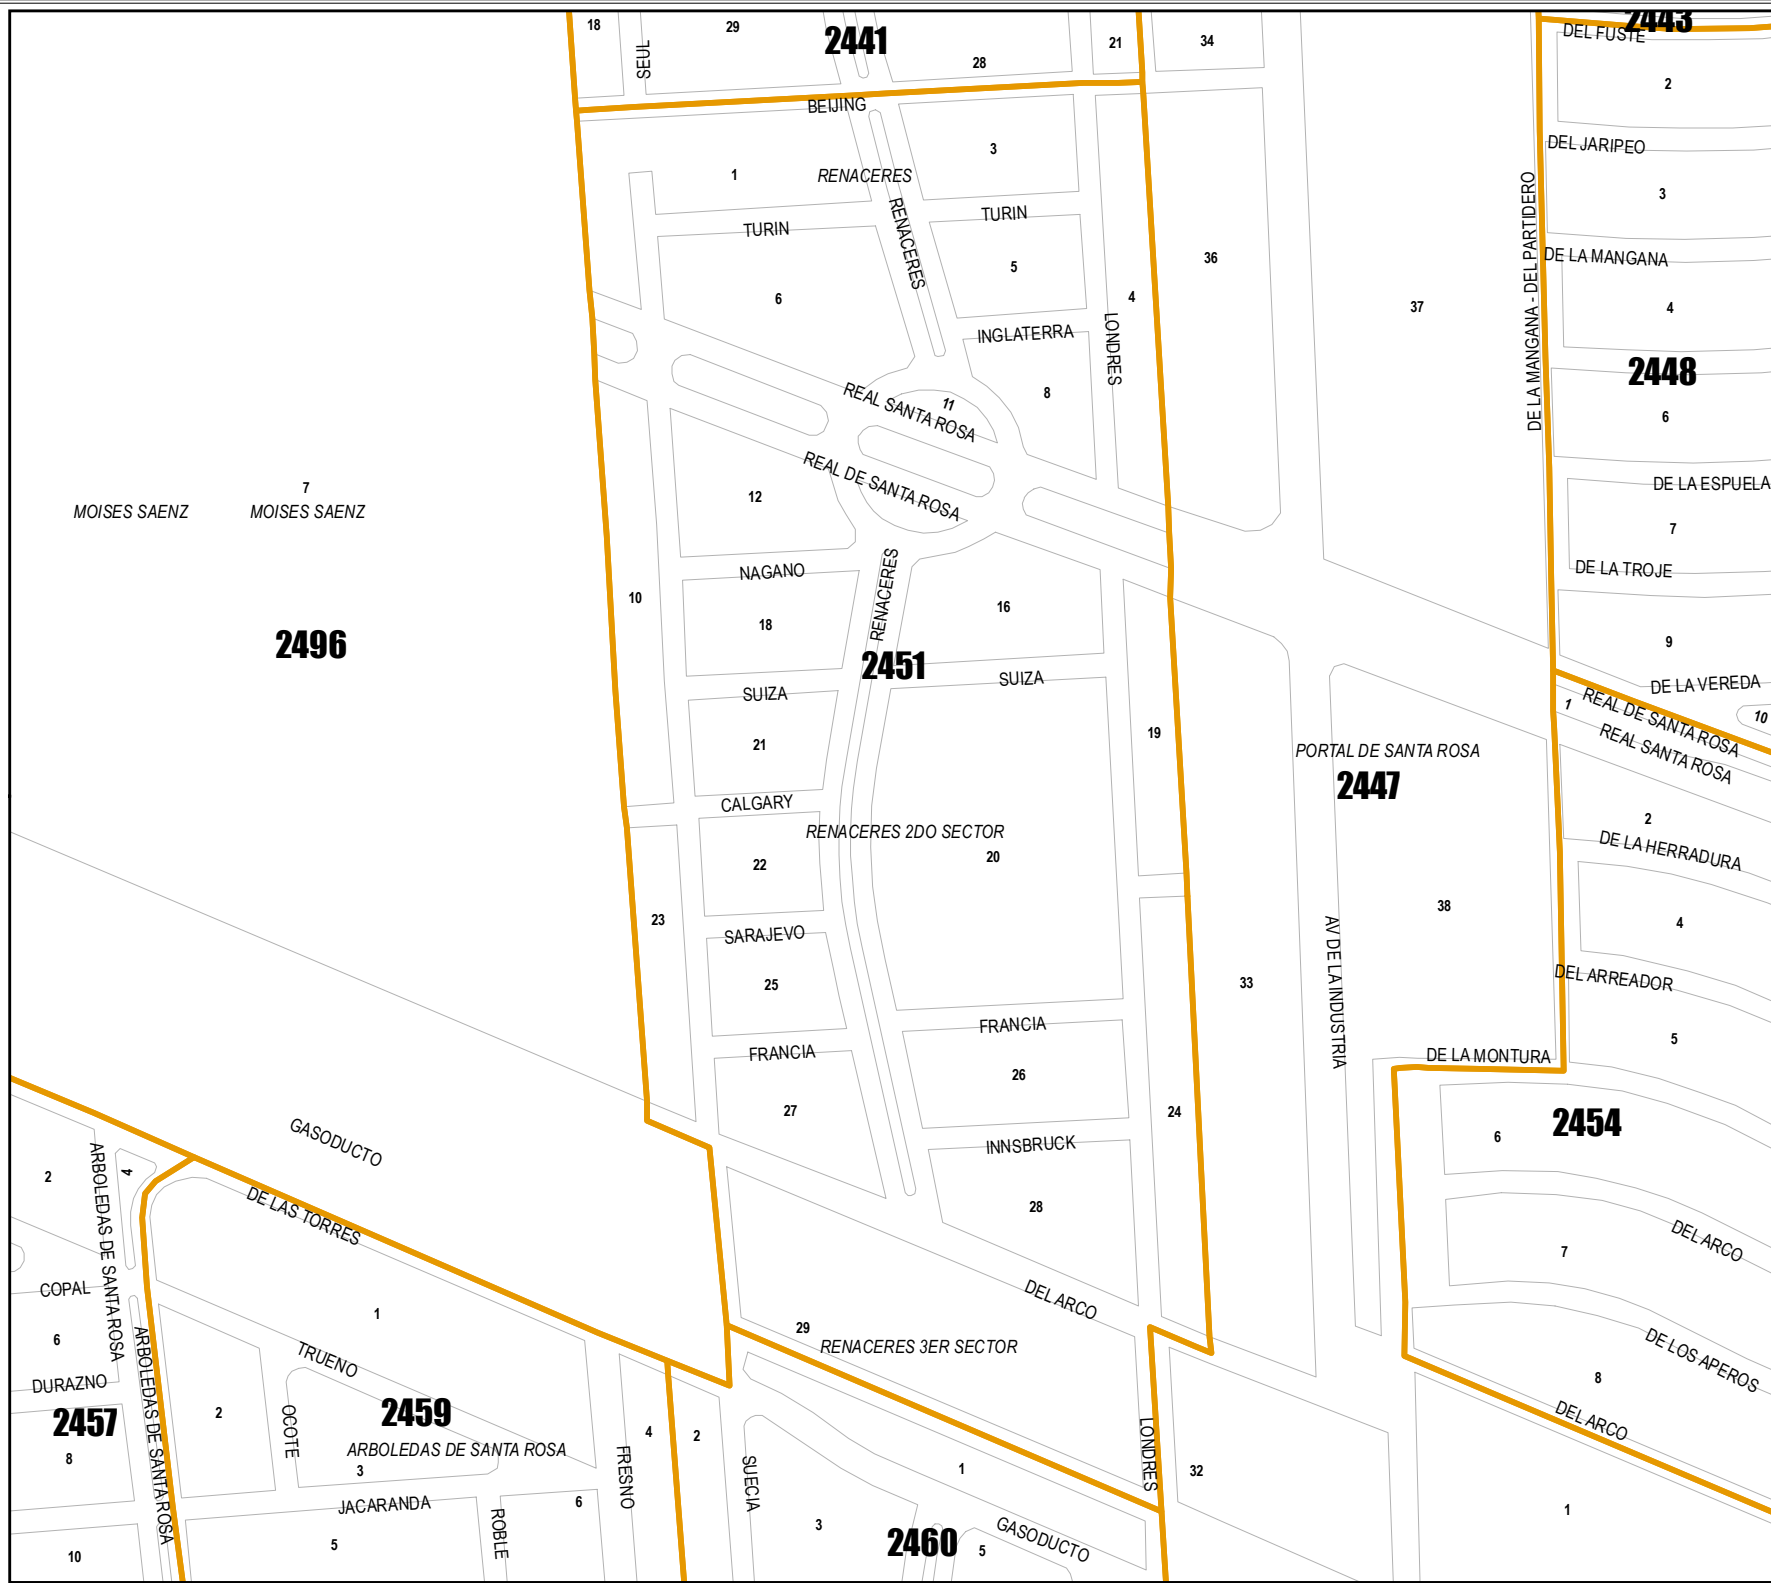 18
29
2441
2443
SEUL
28
21
34
DEL FUSTE
2
BEIJING
3
DEL JARIPEO
1
RENACERES
3
TURIN
TURIN
RENACERES
DE LA MANGANA - DEL PARTIDERO
5
36
DE LA MANGANA
6
4
37
4
INGLATERRA
LONDRES
2448
REAL SANTA ROSA
11
8
6
REAL DE SANTA ROSA
7
MOISES SAENZ
MOISES SAENZ
12
DE LA ESPUELA
7
NAGANO
RENACERES
DE LA TROJE
10
16
18
2496
2451
9
SUIZA
SUIZA
DE LA VEREDA
1
REAL DE SANTA ROSA
10
REAL SANTA ROSA
21
19
PORTAL DE SANTA ROSA
2447
CALGARY
RENACERES 2DO SECTOR
2
DE LA HERRADURA
22
20
23
38
SARAJEVO
4
AV DE LA INDUSTRIA
25
33
DEL ARREADOR
FRANCIA
FRANCIA
5
DE LA MONTURA
26
27
24
2454
GASODUCTO
6
INNSBRUCK
2
4
ARBOLEDAS DE SANTA ROSA
DE LAS TORRES
28
DEL ARCO
7
COPAL
DEL ARCO
1
29
RENACERES 3ER SECTOR
6
ARBOLEDAS DE SANTA ROSA
TRUENO
DE LOS APEROS
DURAZNO
8
2457
2
OCOTE
2459
DEL ARCO
ARBOLEDAS DE SANTA ROSA
4
2
8
3
FRESNO
SUECIA
1
LONDRES
32
JACARANDA
6
ROBLE
1
5
3
2460
5
GASODUCTO
10